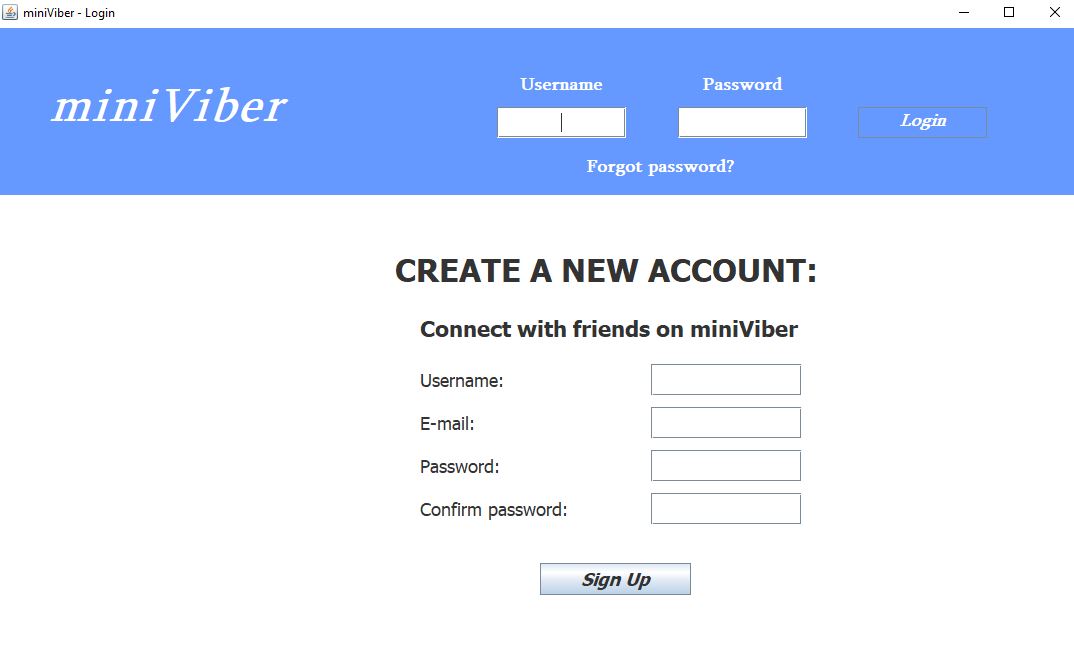 miniViber - Login
miniViber
Username
Password
Login
Forgot password?
CREATE A NEW ACCOUNT:
Connect with friends on miniViber
Username:
E-mail:
Password:
Confirm password:
Sign Up